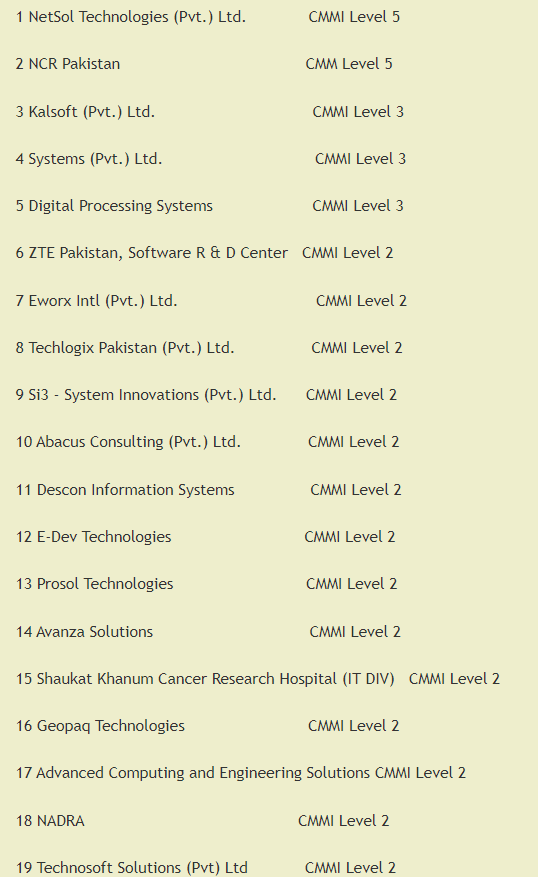 1 NetSol Technologies (Pvt.) Ltd. CMMI Level 5
2 NCR Pakistan CMM Level 5
3 Kalsoft (Pvt.) Ltd. CMMI Level 3
4 Systems (Pvt.) Ltd. CMMI Level 3
5 Digital Processing Systems CMMI Level 3
6 ZTE Pakistan, Software R & D Center CMMI Level 2
7 Eworx Intl (Pvt.) Ltd. CMMI Level 2
8 Techlogix Pakistan (Pvt.) Ltd. CMMI Level 2
9 Si3 - System Innovations (Pvt.) Ltd. CMMI Level 2
10 Abacus Consulting (Pvt.) Ltd. CMMI Level 2
11 Descon Information Systems CMMI Level 2
12 E-Dev Technologies CMMI Level 2
13 Prosol Technologies CMMI Level 2
14 Avanza Solutions CMMI Level 2
15 Shaukat Khanum Cancer Research Hospital (IT DIV) CMMI Level 2
16 Geopaq Technologies CMMI Level 2
17 Advanced Computing and Engineering Solutions CMMI Level 2
18 NADRA CMMI Level 2
19 Technosoft Solutions (Pvt) Ltd CMMI Level 2